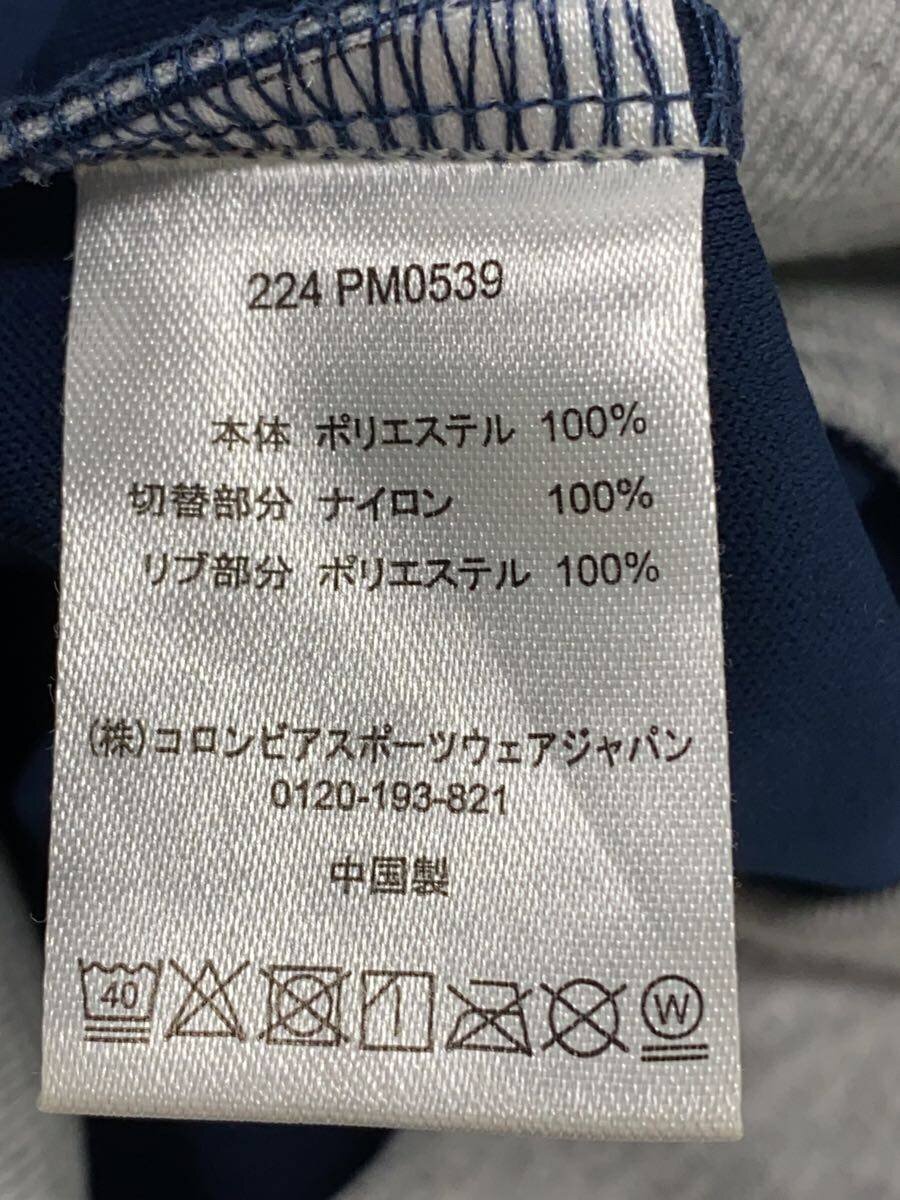 224 PM0539
本体 ポリエステル 100%
切替部分 ナイロン 100%
リブ部分 ポリエステル 100%
(株)コロンビアスポーツウェアジャパン
0120-193-821
中国製
40 W